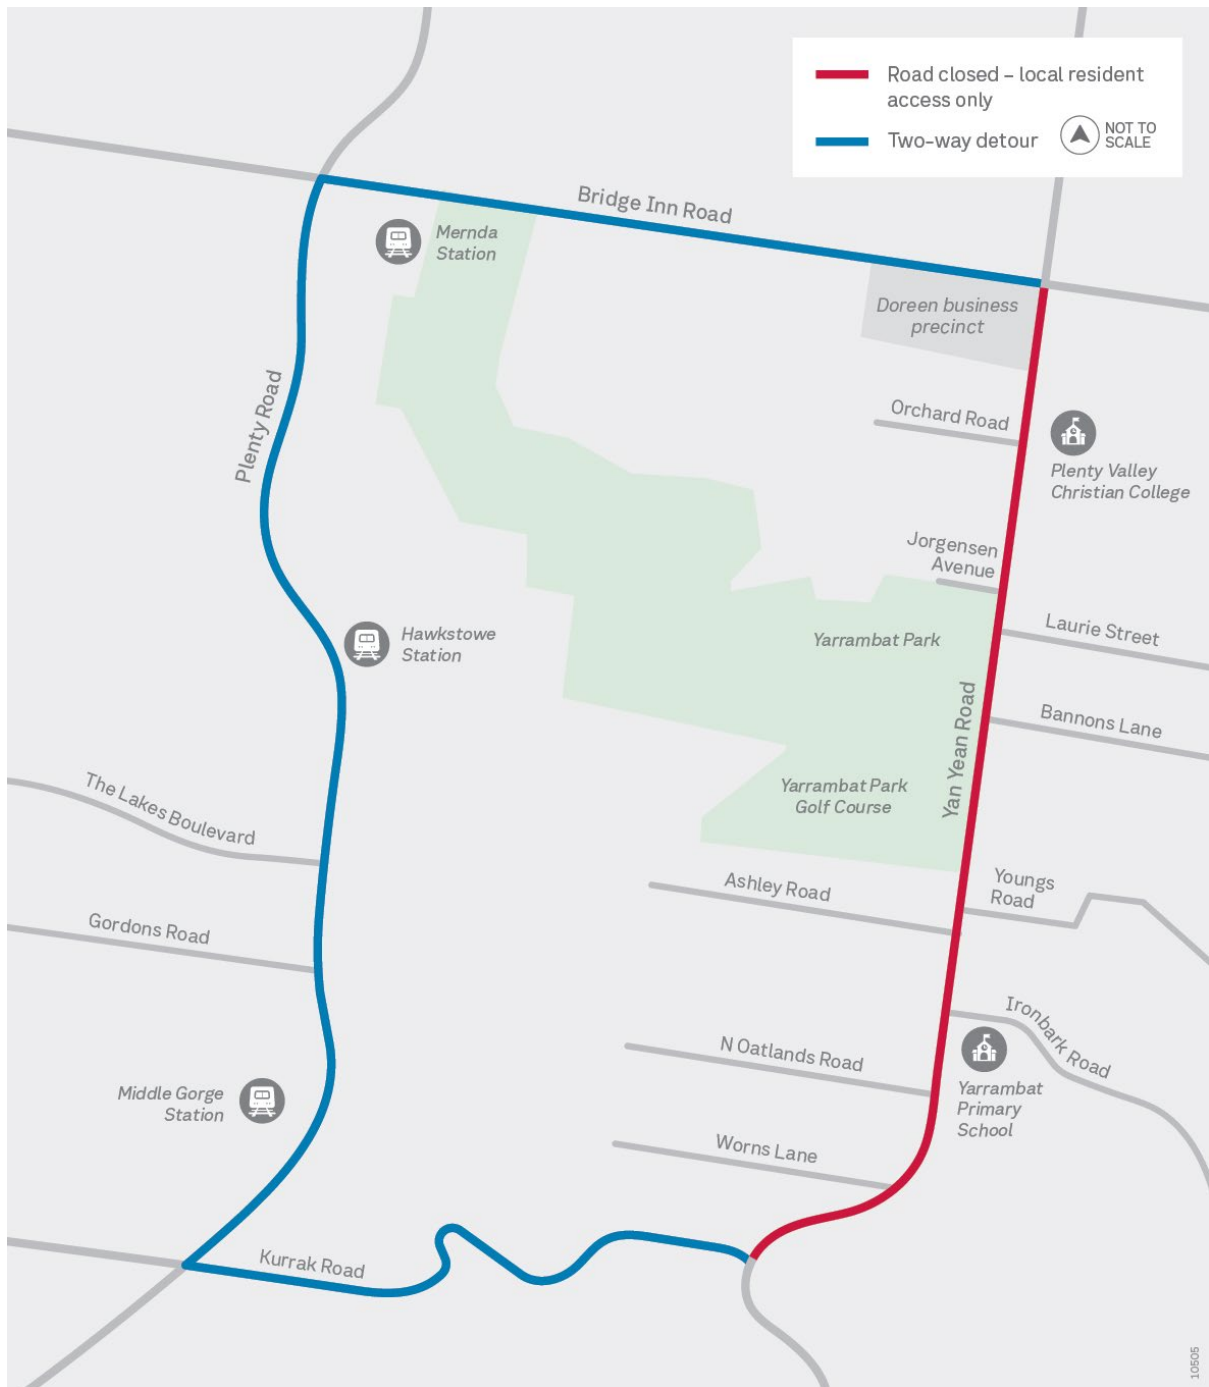 Road closed – local resident
access only
Two-way detour
NOT TO
SCALE
Bridge Inn Road
Mernda
Station
Doreen business
precinct
Plenty Road
Orchard Road
Plenty Valley
Christian College
Jorgensen
Avenue
Hawkstowe
Station
Yarrambat Park
Laurie Street
Yan Yean Road
Bannons Lane
The Lakes Boulevard
Yarrambat Park
Golf Course
Ashley Road
Youngs
Road
Gordons Road
Ironbark Road
N Oatlands Road
Middle Gorge
Station
Yarrambat
Primary
School
Worns Lane
Kurrak Road
10505